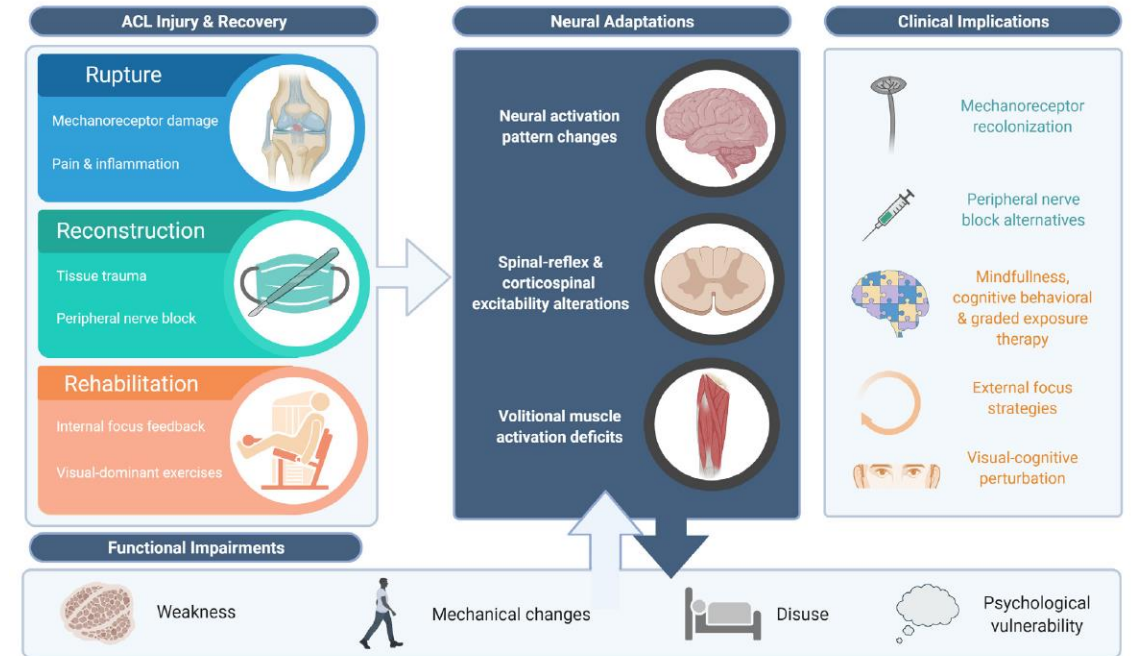 ACL Injury & Recovery
Rupture
Mechanoreceptor damage
Pain & inflammation
Reconstruction
Tissue trauma
Peripheral nerve block
Rehabilitation
Internal focus feedback
Visual-dominant exercises
Neural Adaptations
Neural activation
pattern changes
Spinal-reflex &
corticospinal
excitability alterations
Volitional muscle
activation deficits
Clinical Implications
Mechanoreceptor
recolonization
Peripheral nerve
block alternatives
Mindfullness,
cognitive behavioral
& graded exposure
therapy
External focus
strategies
Visual-cognitive
perturbation
Functional Impairments
Weakness
Mechanical changes
Disuse
Psychological
vulnerability